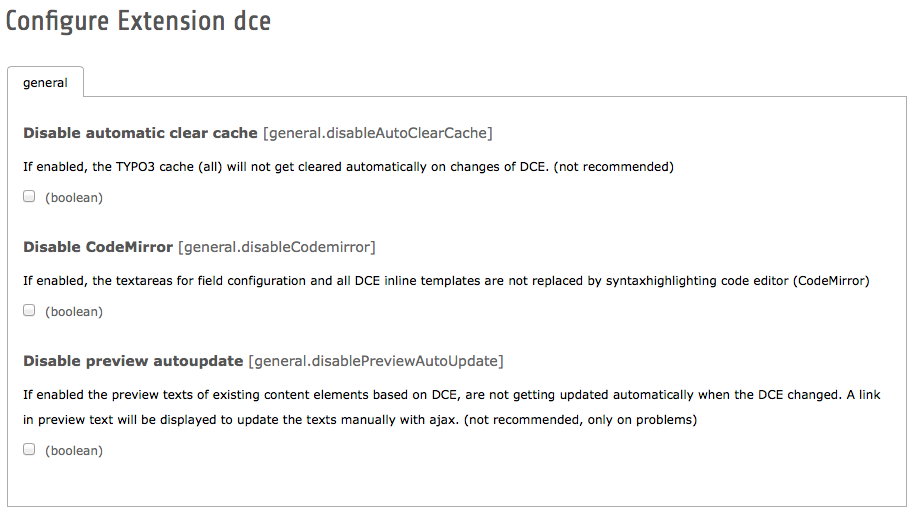 Configure Extension dce
general
Disable automatic clear cache [general.disableAutoClearCache]
If enabled, the TYPO3 cache (all) will not get cleared automatically on changes of DCE. (not recommended)
(boolean)
Disable CodeMirror [general.disableCodemirror]
If enabled, the textareas for field configuration and all DCE inline templates are not replaced by syntaxhighlighting code editor (CodeMirror)
(boolean)
Disable preview autoupdate [general.disablePreviewAutoUpdate]
If enabled the preview texts of existing content elements based on DCE, are not getting updated automatically when the DCE changed. A link
in preview text will be displayed to update the texts manually with ajax. (not recommended, only on problems)
(boolean)